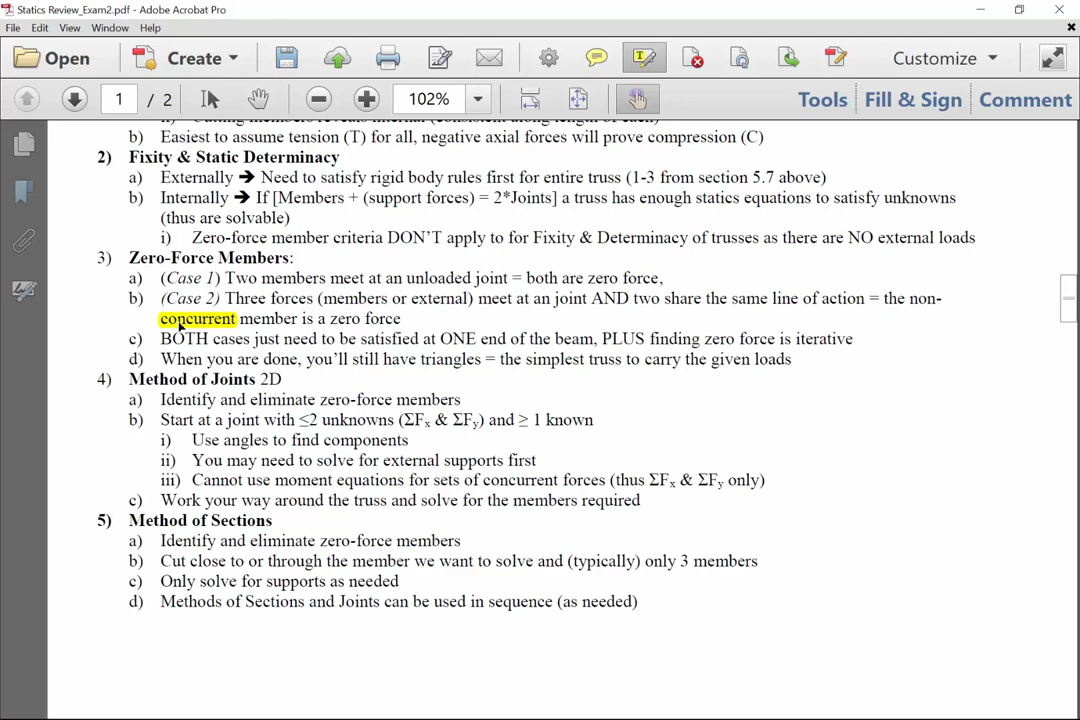 Statics Review_Exam2.pdf - Adobe Acrobat Pro
File Edit View Window Help
Open Create Customize
1 / 2 102% Tools Fill & Sign Comment
b) Easiest to assume tension (T) for all, negative axial forces will prove compression (C)
2) Fixity & Static Determinacy
a) Externally ➔ Need to satisfy rigid body rules first for entire truss (1-3 from section 5.7 above)
b) Internally ➔ If [Members + (support forces) = 2*Joints] a truss has enough statics equations to satisfy unknowns
(thus are solvable)
i) Zero-force member criteria DON'T apply to for Fixity & Determinacy of trusses as there are NO external loads
3) Zero-Force Members:
a) (Case 1) Two members meet at an unloaded joint = both are zero force,
b) (Case 2) Three forces (members or external) meet at an joint AND two share the same line of action = the non-
concurrent member is a zero force
c) BOTH cases just need to be satisfied at ONE end of the beam, PLUS finding zero force is iterative
d) When you are done, you'll still have triangles = the simplest truss to carry the given loads
4) Method of Joints 2D
a) Identify and eliminate zero-force members
b) Start at a joint with ≤2 unknowns (ΣFx & ΣFy) and ≥ 1 known
i) Use angles to find components
ii) You may need to solve for external supports first
iii) Cannot use moment equations for sets of concurrent forces (thus ΣFx & ΣFy only)
c) Work your way around the truss and solve for the members required
5) Method of Sections
a) Identify and eliminate zero-force members
b) Cut close to or through the member we want to solve and (typically) only 3 members
c) Only solve for supports as needed
d) Methods of Sections and Joints can be used in sequence (as needed)